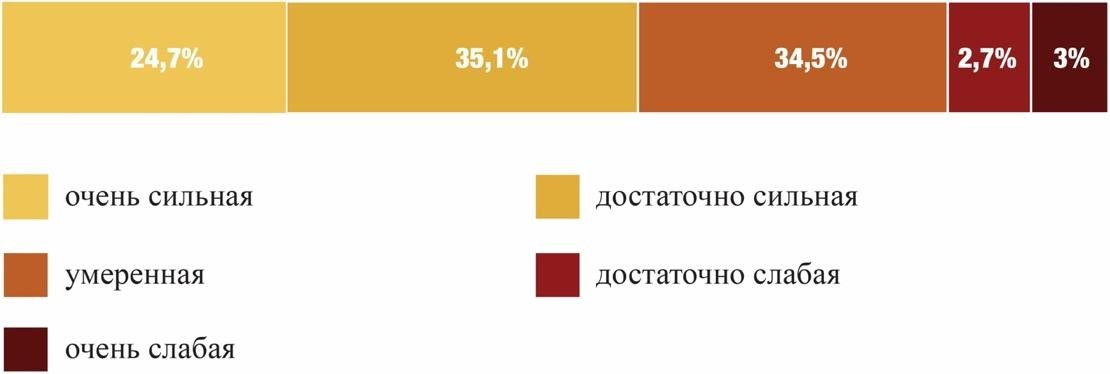 24,7% 35,1% 34,5% 2,7% 3%
очень сильная достаточно сильная
умеренная достаточно слабая
очень слабая